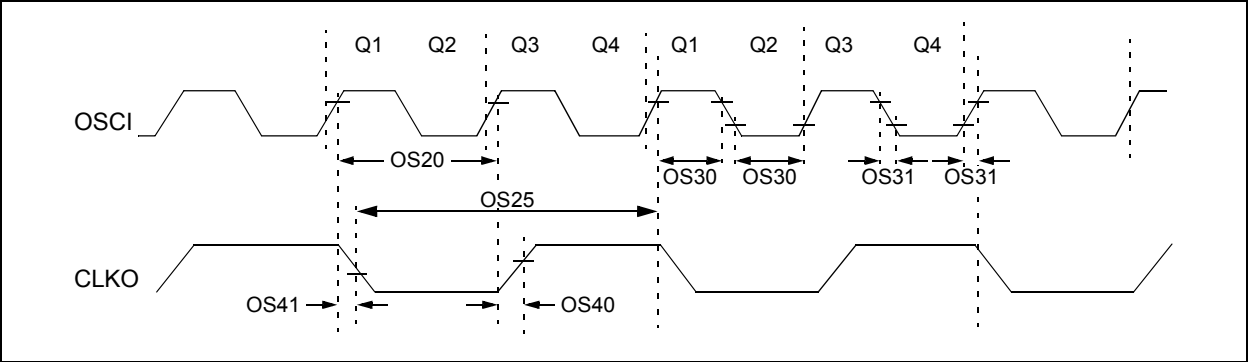 Q1 Q2 Q3 Q4 Q1 Q2 Q3 Q4
OSCI
OS20
OS30 OS30 OS31 OS31
OS25
CLKO
OS41 OS40